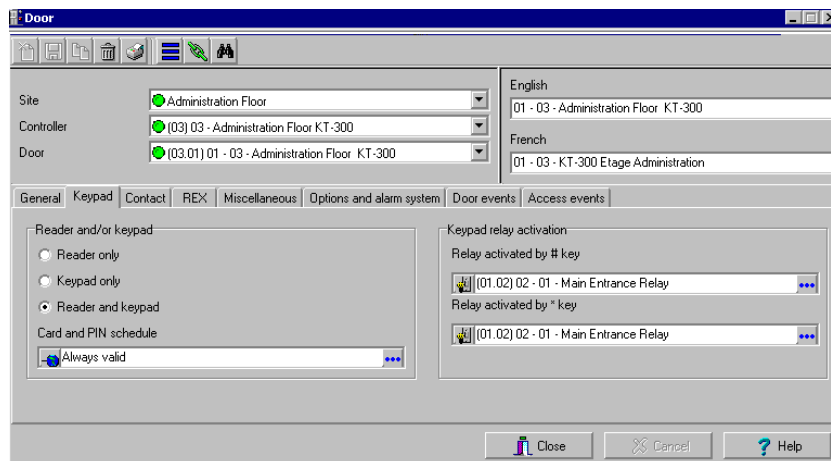 Door
Site
Administration Floor
Controller
(03) 03 - Administration Floor KT-300
Door
(03.01) 01 - 03 - Administration Floor  KT-300
English
01 - 03 - Administration Floor  KT-300
French
01 - 03 - KT-300 Etage Administration
General Keypad Contact REX Miscellaneous Options and alarm system Door events Access events
Reader and/or keypad
Reader only
Keypad only
Reader and keypad
Card and PIN schedule
Always valid
Keypad relay activation
Relay activated by # key
(01.02) 02 - 01 - Main Entrance Relay
Relay activated by * key
(01.02) 02 - 01 - Main Entrance Relay
Close Cancel Help